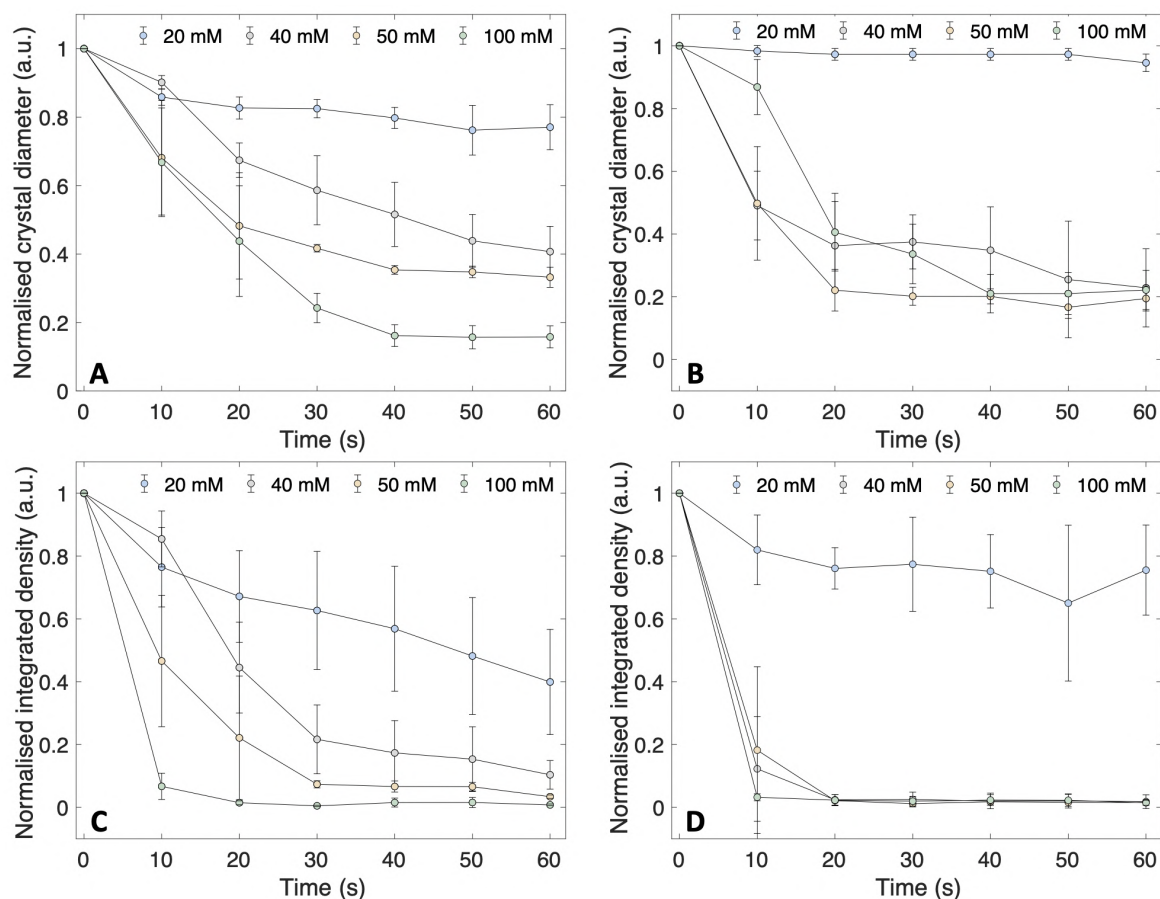 20 mM 40 mM 50 mM 100 mM
Normalised crystal diameter (a.u.)
1
0.8
0.6
0.4
0.2
0
A
0 10 20 30 40 50 60
Time (s)
20 mM 40 mM 50 mM 100 mM
Normalised crystal diameter (a.u.)
1
0.8
0.6
0.4
0.2
0
B
0 10 20 30 40 50 60
Time (s)
20 mM 40 mM 50 mM 100 mM
Normalised integrated density (a.u.)
1
0.8
0.6
0.4
0.2
0
C
0 10 20 30 40 50 60
Time (s)
20 mM 40 mM 50 mM 100 mM
Normalised integrated density (a.u.)
1
0.8
0.6
0.4
0.2
0
D
0 10 20 30 40 50 60
Time (s)